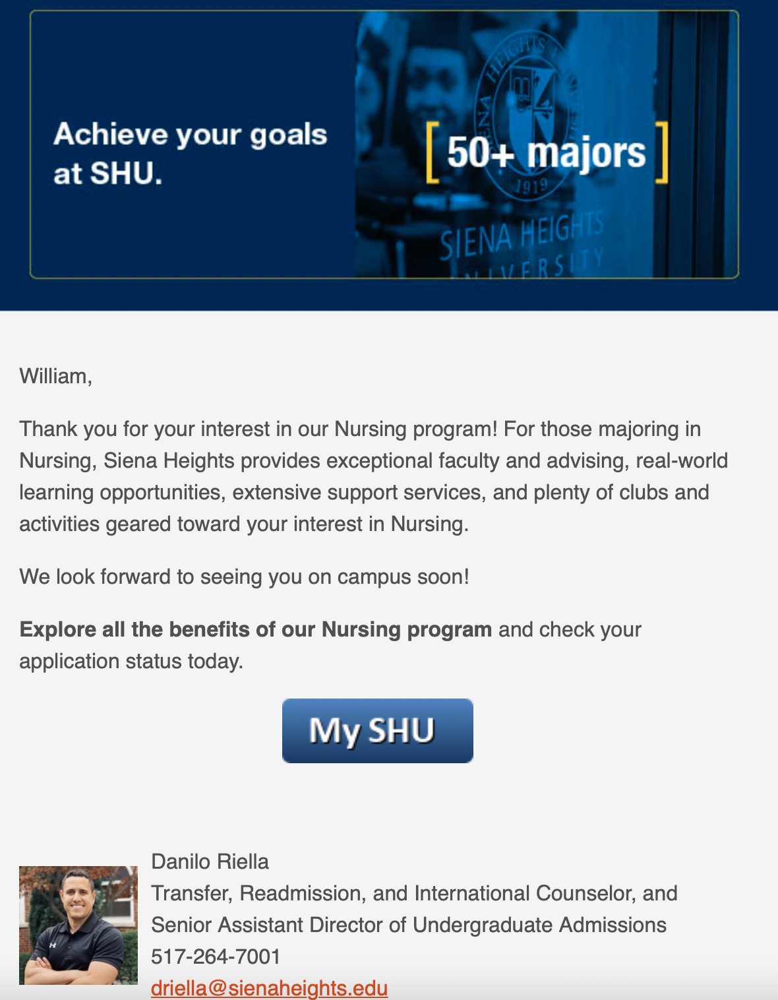 Achieve your goals
at SHU.
SIENA HEIGHTS
[ 50+ majors ]
1919
SIENA HEIGHTS
UNIVERSITY
William,
Thank you for your interest in our Nursing program! For those majoring in
Nursing, Siena Heights provides exceptional faculty and advising, real-world
learning opportunities, extensive support services, and plenty of clubs and
activities geared toward your interest in Nursing.
We look forward to seeing you on campus soon!
Explore all the benefits of our Nursing program and check your
application status today.
My SHU
Danilo Riella
Transfer, Readmission, and International Counselor, and
Senior Assistant Director of Undergraduate Admissions
517-264-7001
driella@sienaheights.edu